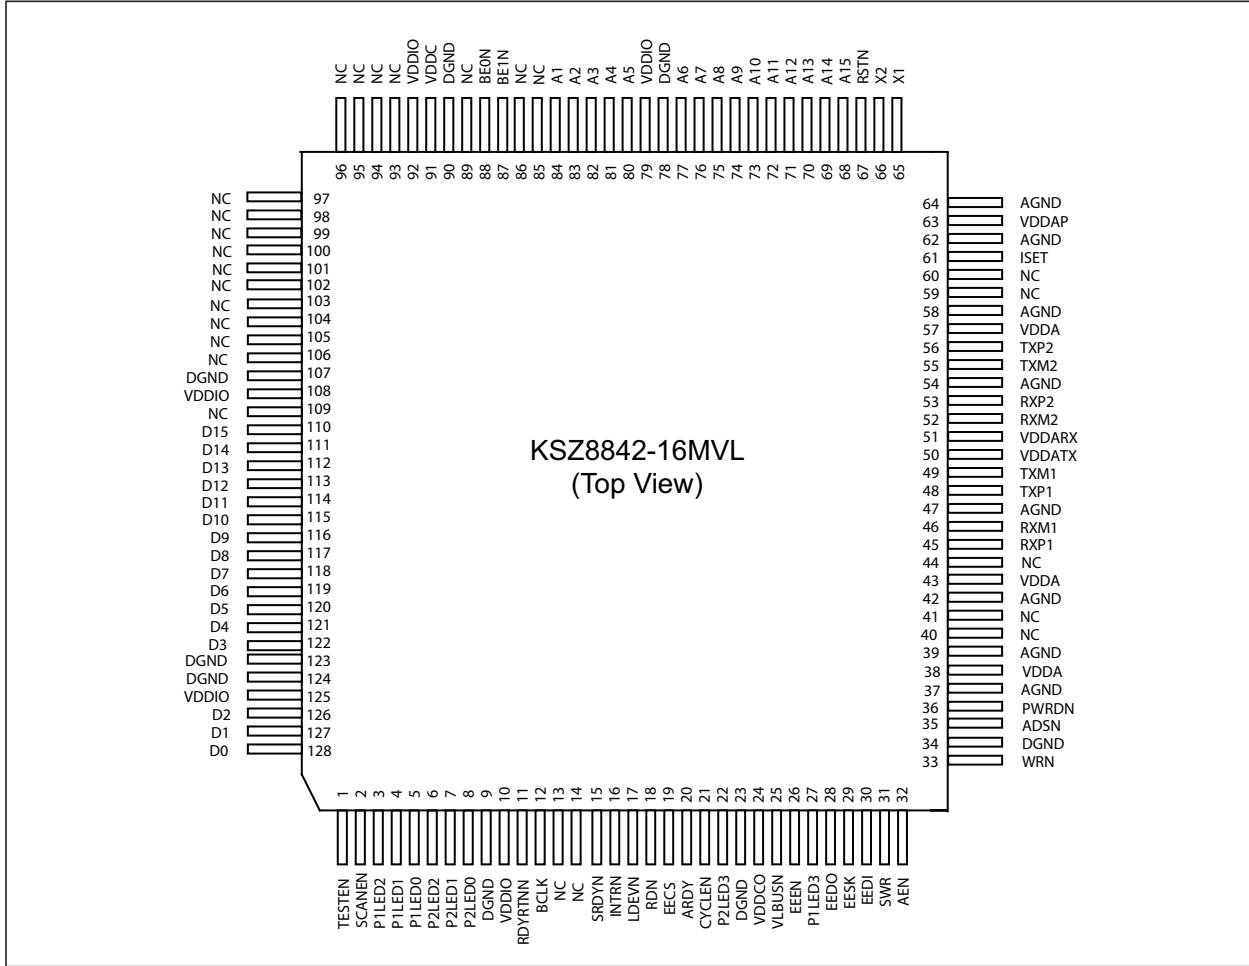 NC NC NC NC VDDIO VDDC DGND NC BE0N BE1N NC NC A1 A2 A3 A4 A5 VDDIO DGND A6 A7 A8 A9 A10 A11 A12 A13 A14 A15 RSTN X2 X1
96 95 94 93 92 91 90 89 88 87 86 85 84 83 82 81 80 79 78 77 76 75 74 73 72 71 70 69 68 67 66 65
NC 97
NC 98
NC 99
NC 100
NC 101
NC 102
NC 103
NC 104
NC 105
NC 106
DGND 107
VDDIO 108
NC 109
D15 110
D14 111
D13 112
D12 113
D11 114
D10 115
D9 116
D8 117
D7 118
D6 119
D5 120
D4 121
D3 122
DGND 123
DGND 124
VDDIO 125
D2 126
D1 127
D0 128
KSZ8842-16MVL
(Top View)
64 AGND
63 VDDAP
62 AGND
61 ISET
60 NC
59 NC
58 AGND
57 VDDA
56 TXP2
55 TXM2
54 AGND
53 RXP2
52 RXM2
51 VDDARX
50 VDDATX
49 TXM1
48 TXP1
47 AGND
46 RXM1
45 RXP1
44 NC
43 VDDA
42 AGND
41 NC
40 NC
39 AGND
38 VDDA
37 AGND
36 PWRDN
35 ADSN
34 DGND
33 WRN
1 2 3 4 5 6 7 8 9 10 11 12 13 14 15 16 17 18 19 20 21 22 23 24 25 26 27 28 29 30 31 32
TESTEN SCANEN P1LED2 P1LED1 P1LED0 P2LED2 P2LED1 P2LED0 DGND VDDIO RDYRTNN BCLK NC NC SRDYN INTRN LDEVN RDN EECS ARDY CYCLEN P2LED3 DGND VDDCO VLBUSN EEEN P1LED3 EEDO EESK EEDI SWR AEN